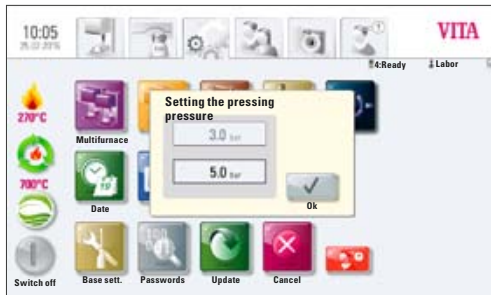 10:05
VITA
4:Ready
Labor
270°C
Setting the pressing
pressure
3.0 bar
5.0 bar
Ok
Multifurnace
700°C
Date
Switch off
Base sett.
Passwords
Update
Cancel